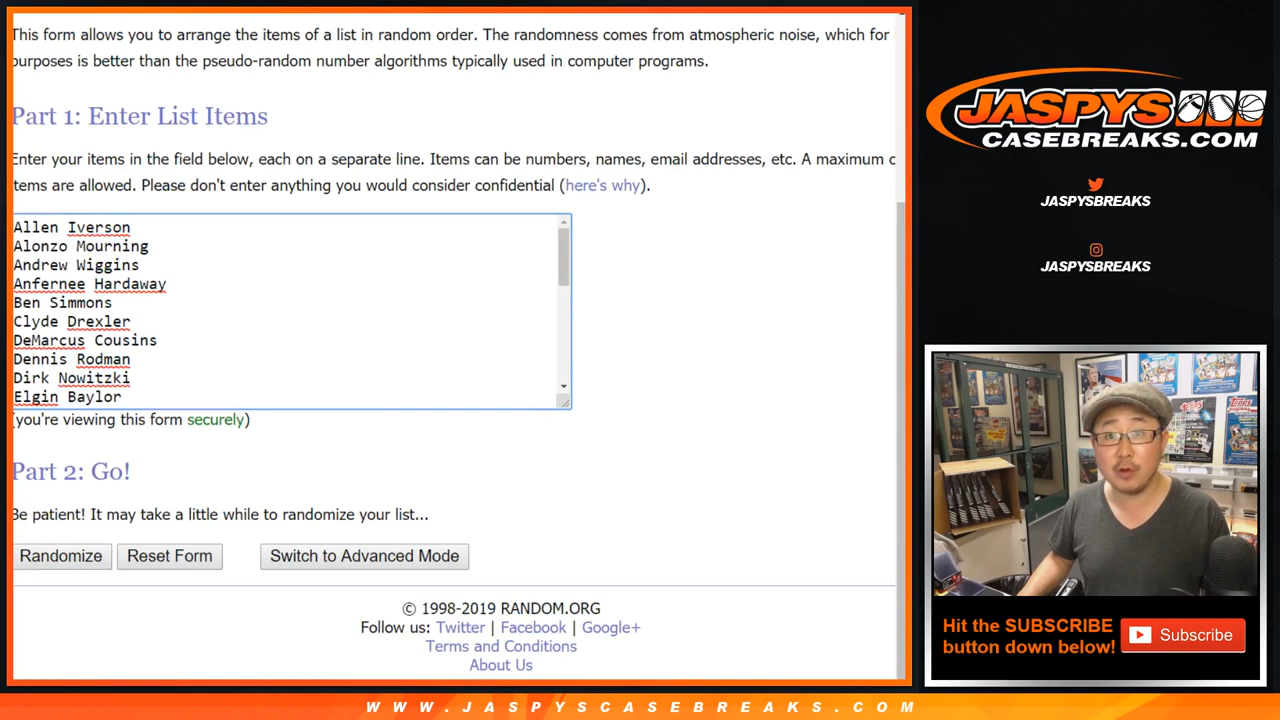 This form allows you to arrange the items of a list in random order. The randomness comes from atmospheric noise, which for
purposes is better than the pseudo-random number algorithms typically used in computer programs.
Part 1: Enter List Items
Enter your items in the field below, each on a separate line. Items can be numbers, names, email addresses, etc. A maximum
items are allowed. Please don't enter anything you would consider confidential (here's why).
Allen Iverson
Alonzo Mourning
Andrew Wiggins
Anfernee Hardaway
Ben Simmons
Clyde Drexler
DeMarcus Cousins
Dennis Rodman
Dirk Nowitzki
Elgin Baylor
(you're viewing this form securely)
Part 2: Go!
Be patient! It may take a little while to randomize your list...
Randomize Reset Form Switch to Advanced Mode
© 1998-2019 RANDOM.ORG
Follow us: Twitter | Facebook | Google+
Terms and Conditions
About Us
JASPYS
CASEBREAKS.COM
JASPYSBREAKS
JASPYSBREAKS
Hit the SUBSCRIBE
button down below!
Subscribe
WWW.JASPYSCASEBREAKS.COM